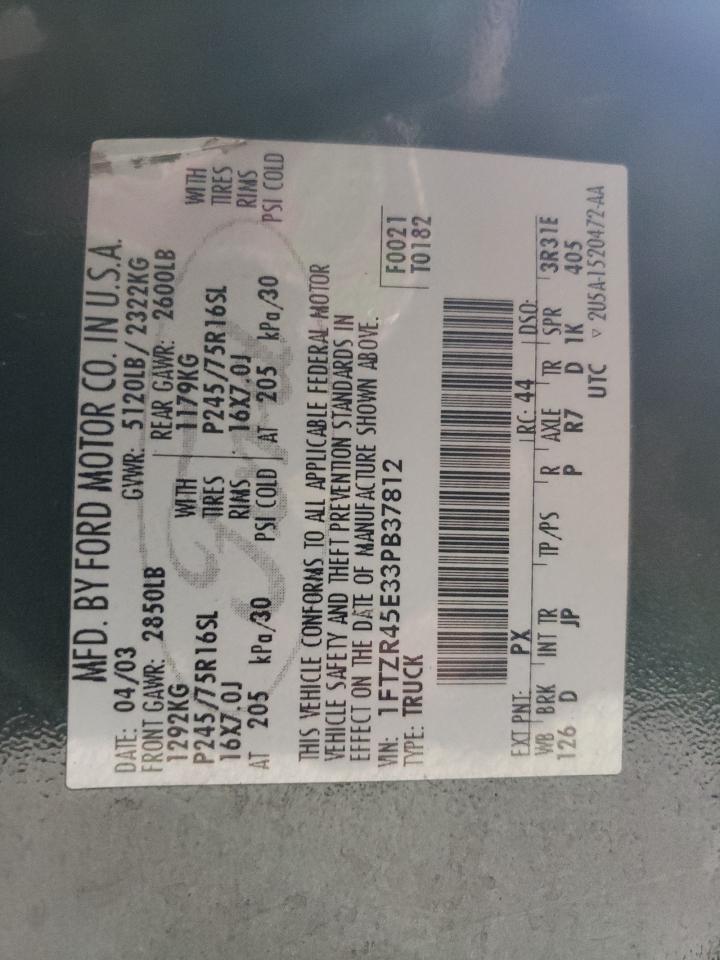 MFD. BY FORD MOTOR CO. IN U.S.A.
DATE: 04/03 GVWR: 5120LB/ 2322KG
FRONT GAWR: 2850LB REAR GAWR: 2600LB
1292KG WITH 1179KG WITH
P245/75R16SL TIRES P245/75R16SL TIRES
16X7.0J RIMS 16X7.0J RIMS
AT 205 kPa/30 PSI COLD AT 205 kPa/30 PSI COLD
THIS VEHICLE CONFORMS TO ALL APPLICABLE FEDERAL MOTOR
VEHICLE SAFETY AND THEFT PREVENTION STANDARDS IN
EFFECT ON THE DATE OF MANUFACTURE SHOWN ABOVE.
VIN: 1FTZR45E33PB37812 F0021
TYPE: TRUCK T0182
EXT PNT: PX RC: 44 DSO:
WB BRK INT TR TP/PS R AXLE TR SPR 3R31E
126 D JP P R7 D 1K 405
UTC ▽ 2U5A-1520472-AA
Ford